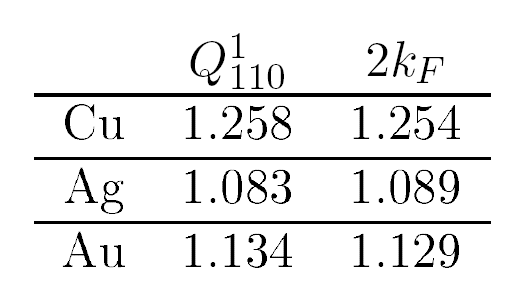 Q^1_{110} 2k_F
Cu 1.258 1.254
Ag 1.083 1.089
Au 1.134 1.129